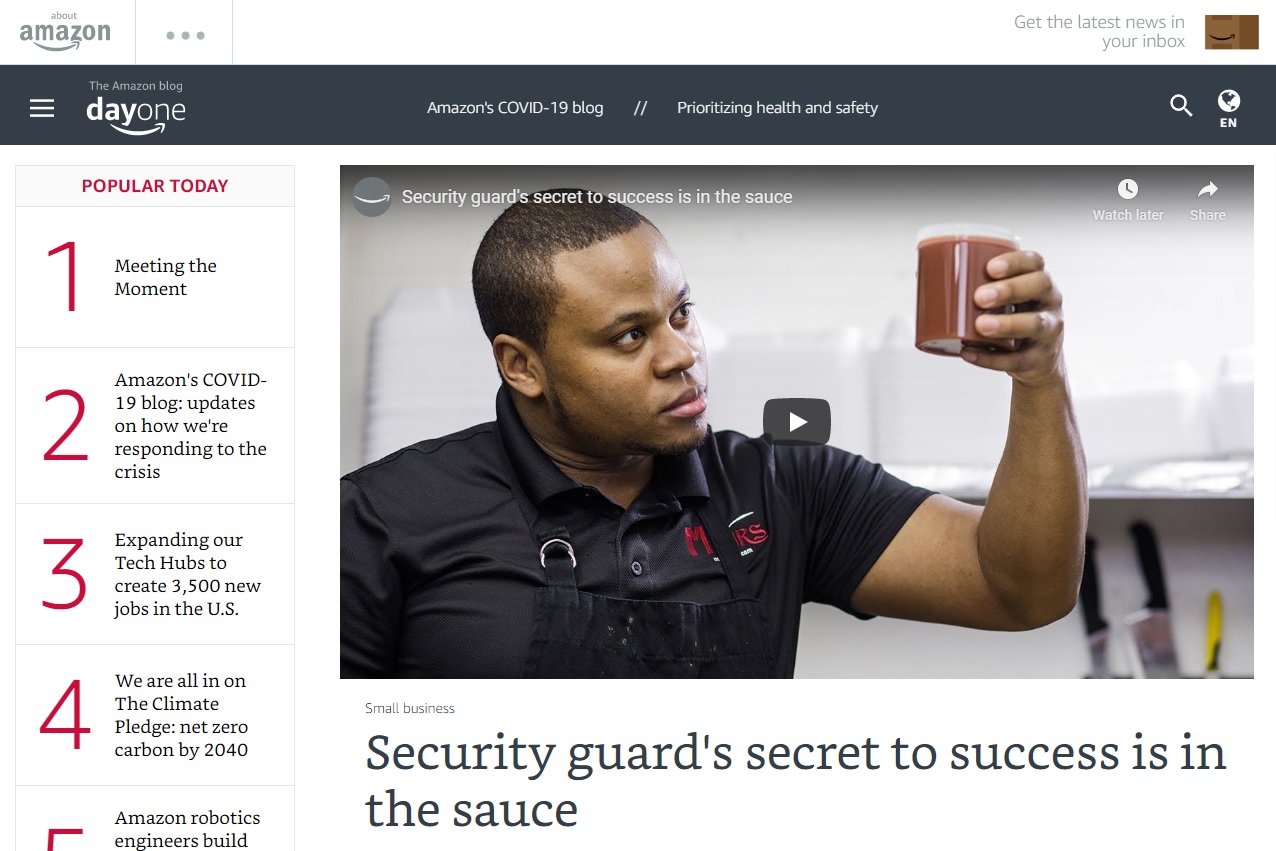 about
amazon
Get the latest news in
your inbox
The Amazon blog
dayone
Amazon's COVID-19 blog // Prioritizing health and safety
EN
POPULAR TODAY
1
Meeting the
Moment
2
Amazon's COVID-
19 blog: updates
on how we're
responding to the
crisis
3
Expanding our
Tech Hubs to
create 3,500 new
jobs in the U.S.
4
We are all in on
The Climate
Pledge: net zero
carbon by 2040
5
Amazon robotics
engineers build
Security guard's secret to success is in the sauce
Watch later
Share
Small business
Security guard's secret to success is in
the sauce